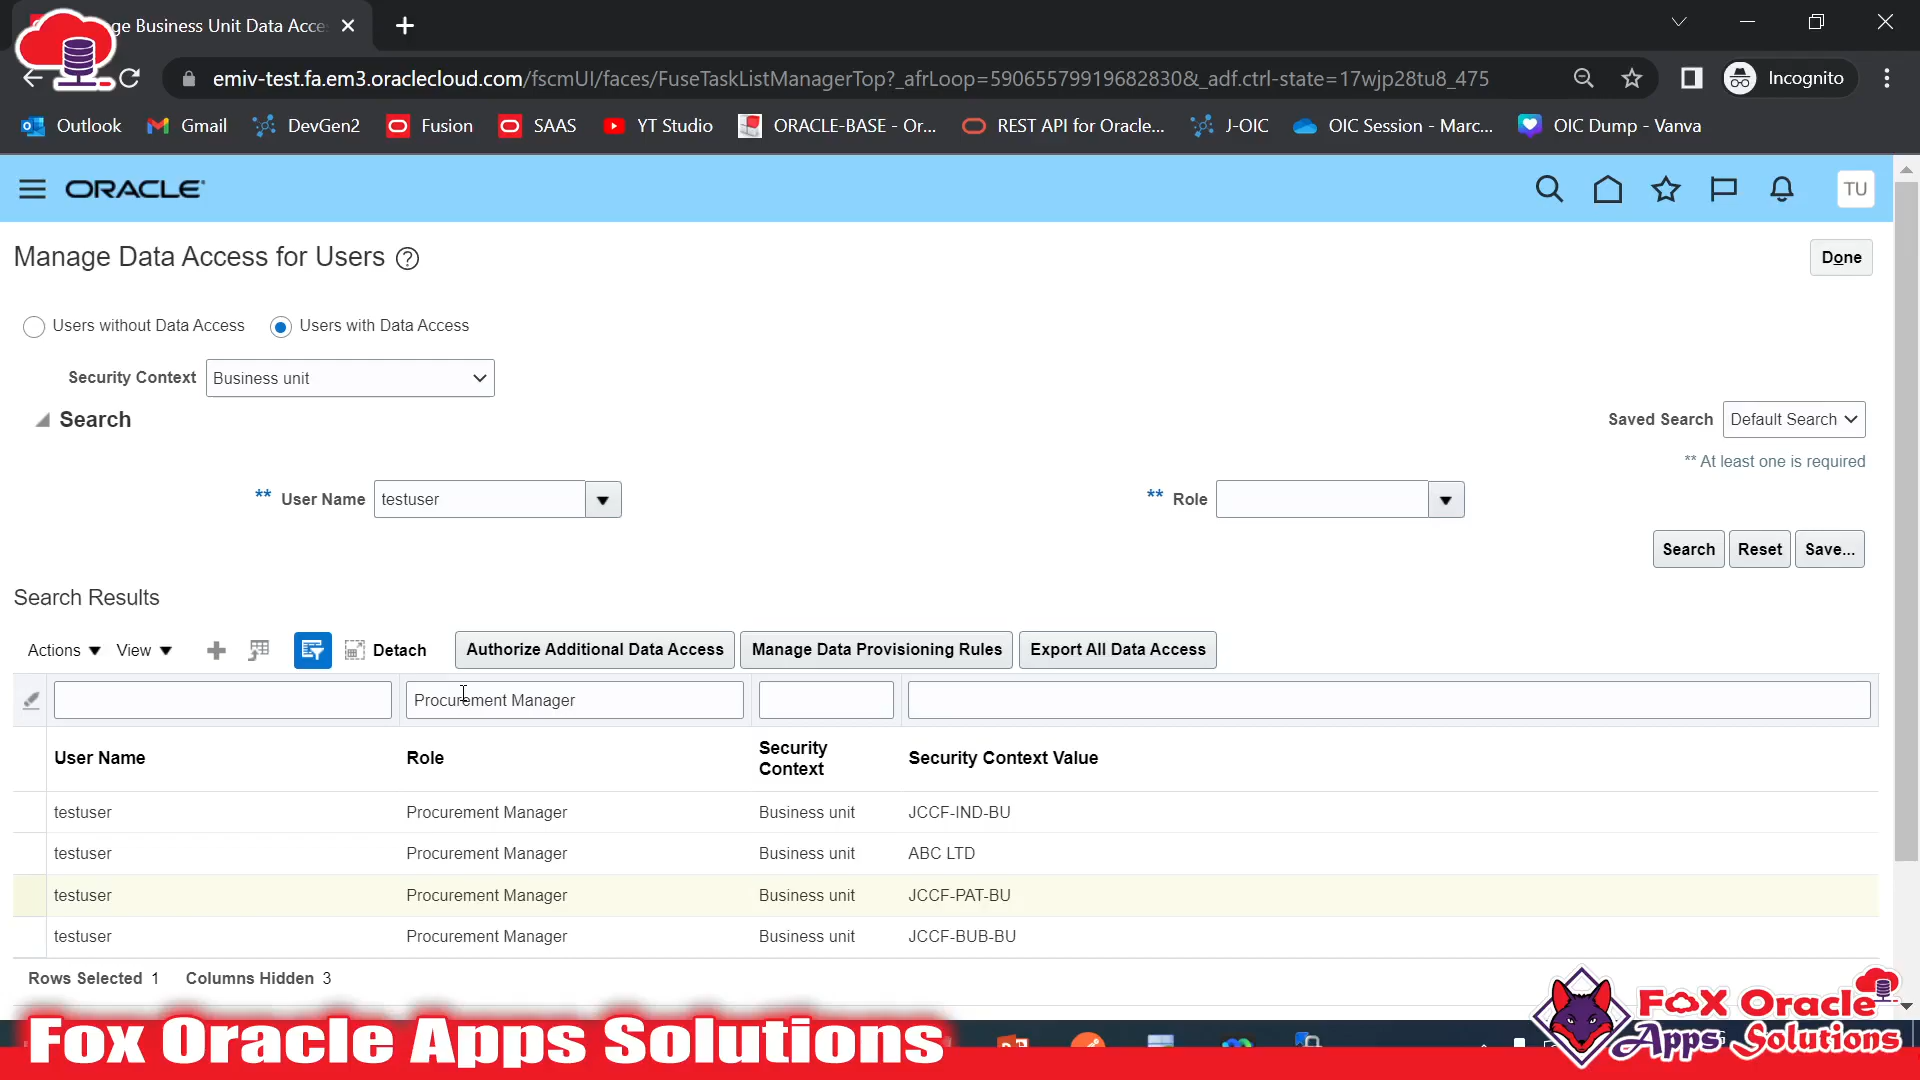 ge Business Unit Data Acce
emiv-test.fa.em3.oraclecloud.com/fscmUI/faces/FuseTaskListManagerTop?_afrLoop=59065579919682830&_adf.ctrl-state=17wjp28tu8_475
Incognito
Outlook Gmail DevGen2 Fusion SAAS YT Studio ORACLE-BASE - Or... REST API for Oracle... J-OIC OIC Session - Marc... OIC Dump - Vanva
ORACLE TU
Manage Data Access for Users
Done
Users without Data Access Users with Data Access
Security Context Business unit
Search
Saved Search Default Search
** At least one is required
** User Name testuser ** Role
Search Reset Save...
Search Results
Actions View Detach Authorize Additional Data Access Manage Data Provisioning Rules Export All Data Access
Procurement Manager
User Name Role Security Context Security Context Value
testuser Procurement Manager Business unit JCCF-IND-BU
testuser Procurement Manager Business unit ABC LTD
testuser Procurement Manager Business unit JCCF-PAT-BU
testuser Procurement Manager Business unit JCCF-BUB-BU
Rows Selected 1 Columns Hidden 3
Fox Oracle Apps Solutions
Fox Oracle
Apps Solutions